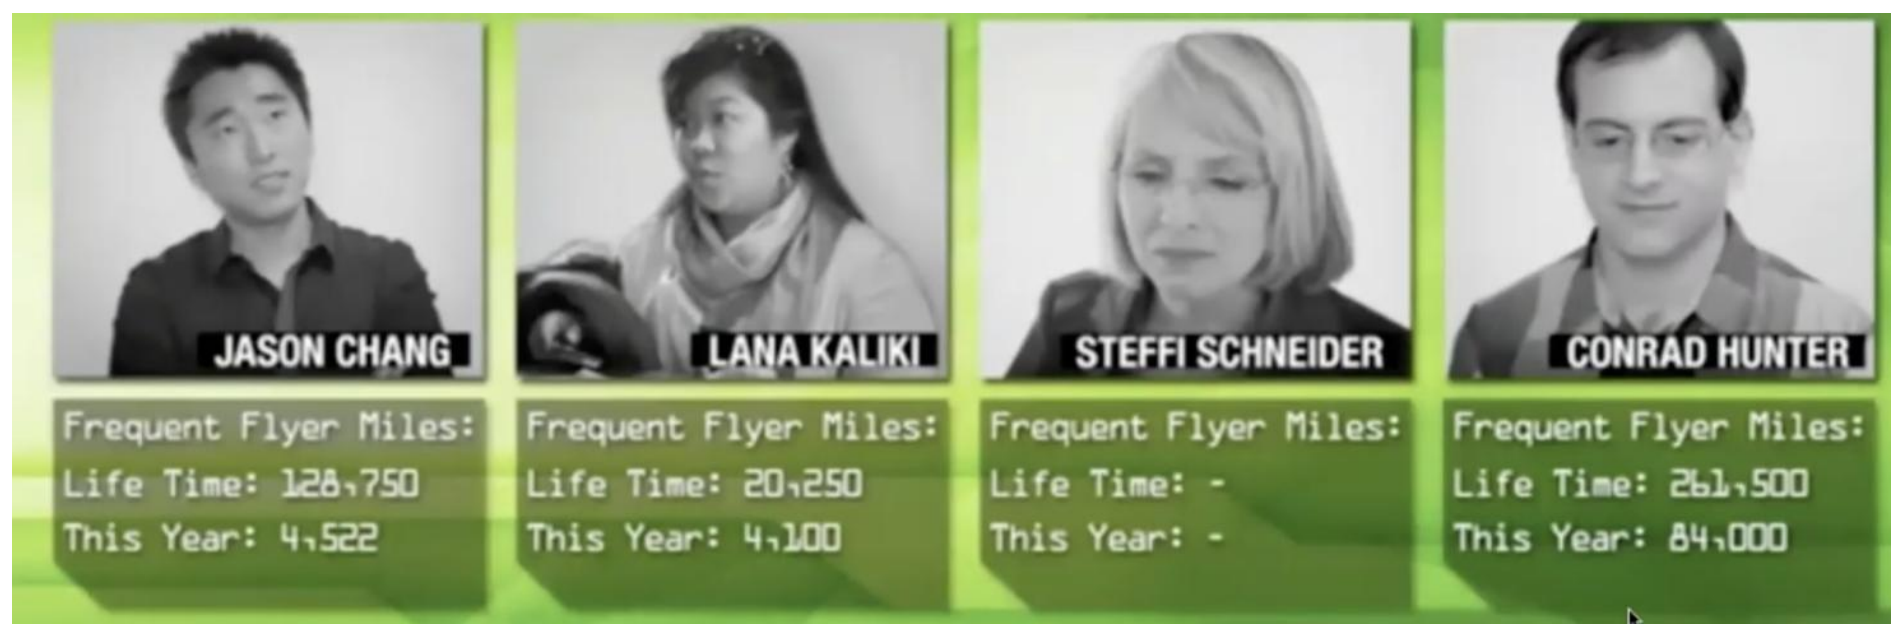 JASON CHANG
Frequent Flyer Miles:
Life Time: 128,750
This Year: 4,522
LANA KALIKI
Frequent Flyer Miles:
Life Time: 20,250
This Year: 4,100
STEFFI SCHNEIDER
Frequent Flyer Miles:
Life Time: -
This Year: -
CONRAD HUNTER
Frequent Flyer Miles:
Life Time: 261,500
This Year: 84,000